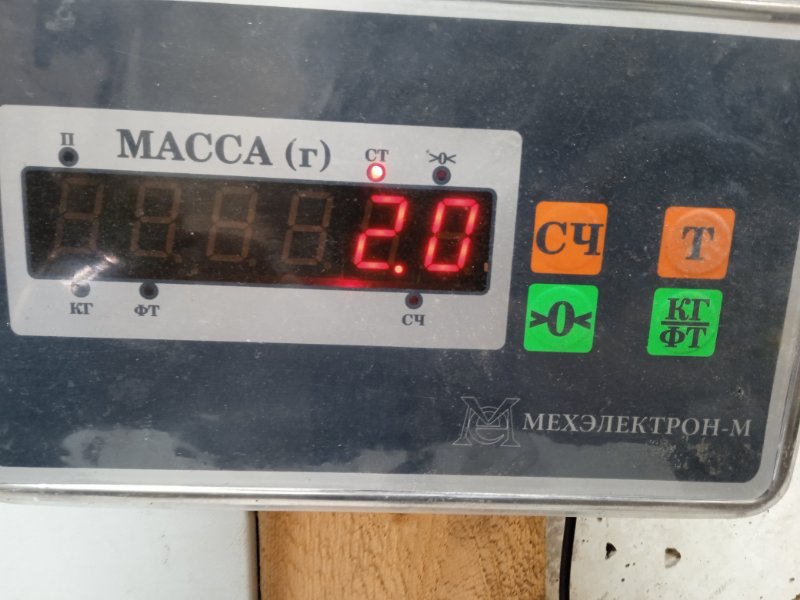 П МАССА (г) СТ >0<
2.0
КГ ФТ СЧ
СЧ Т
>0< КГ/ФТ
МЕХЭЛЕКТРОН-М